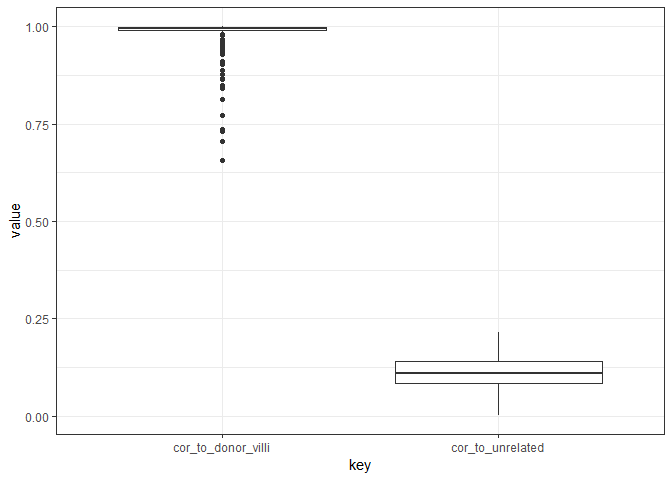 1.00
0.75
0.50
0.25
0.00
value
cor_to_donor_villi
cor_to_unrelated
key